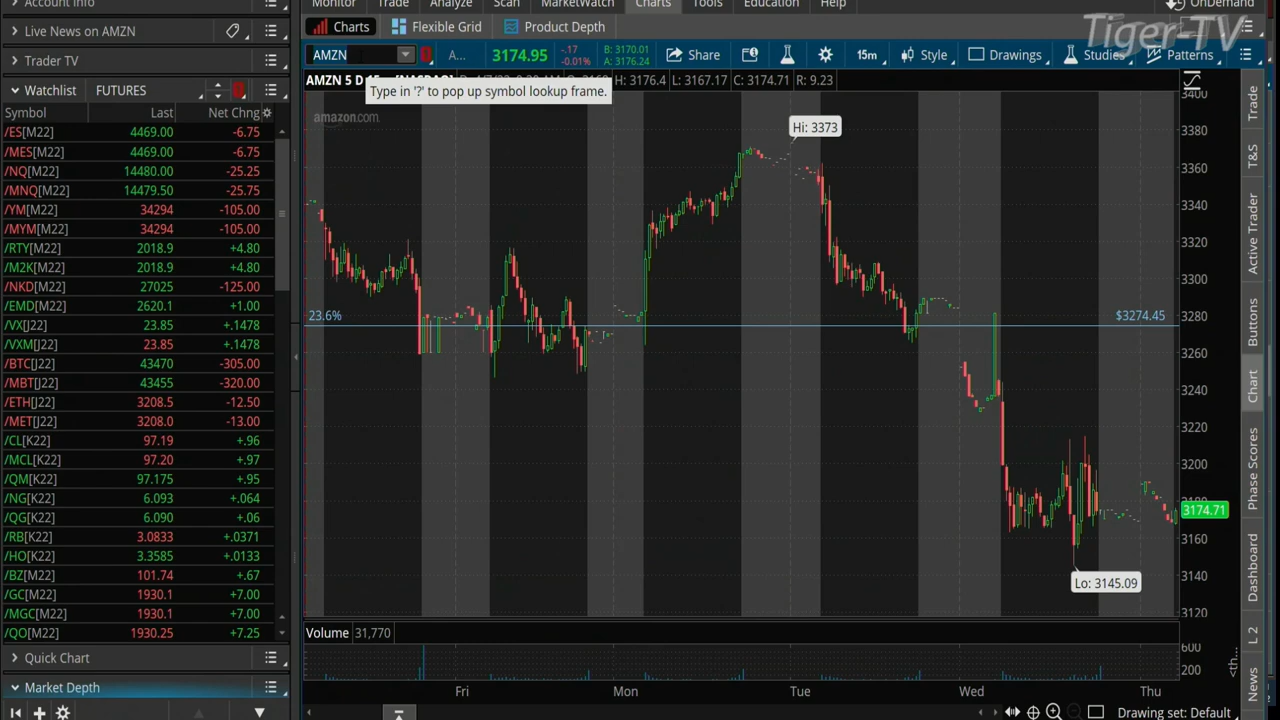 Account Info
Monitor Trade Analyze Scan MarketWatch Charts Tools Education Help
OnDemand
Tiger-TV
Live News on AMZN
Charts Flexible Grid Product Depth
Trader TV
AMZN A... 3174.95 -.17 -0.01% B: 3170.01 A: 3176.24 Share 15m Style Drawings Studies Patterns
Watchlist FUTURES
AMZN 5 D 15m [NASDAQ] H: 3176.4 L: 3167.17 C: 3174.71 R: 9.23
Type in '?' to pop up symbol lookup frame.
amazon.com
Symbol Last Net Chng
/ES[M22] 4469.00 -6.75
/MES[M22] 4469.00 -6.75
/NQ[M22] 14480.00 -25.25
/MNQ[M22] 14479.50 -25.75
/YM[M22] 34294 -105.00
/MYM[M22] 34294 -105.00
/RTY[M22] 2018.9 +4.80
/M2K[M22] 2018.9 +4.80
/NKD[M22] 27025 -125.00
/EMD[M22] 2620.1 +1.00
/VX[J22] 23.85 +.1478
/VXM[J22] 23.85 +.1478
/BTC[J22] 43470 -305.00
/MBT[J22] 43455 -320.00
/ETH[J22] 3208.5 -12.50
/MET[J22] 3208.0 -13.00
/CL[K22] 97.19 +.96
/MCL[K22] 97.20 +.97
/QM[K22] 97.175 +.95
/NG[K22] 6.093 +.064
/QG[K22] 6.090 +.06
/RB[K22] 3.0833 +.0371
/HO[K22] 3.3585 +.0133
/BZ[M22] 101.74 +.67
/GC[M22] 1930.1 +7.00
/MGC[M22] 1930.1 +7.00
/QO[M22] 1930.25 +7.25
Quick Chart
Market Depth
Hi: 3373
23.6% $3274.45
Lo: 3145.09
3400
3380
3360
3340
3320
3300
3280
3260
3240
3220
3200
3180
3174.71
3160
3140
3120
Volume 31,770
600
200
Fri Mon Tue Wed Thu
Drawing set: Default
Trade
T&S
Active Trader
Buttons
Chart
Phase Scores
Dashboard
L 2
News
<th...